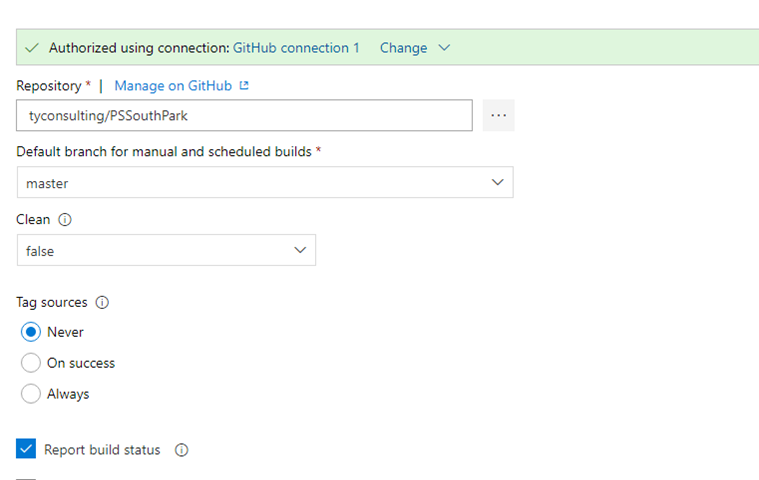 Authorized using connection: GitHub connection 1 Change
Repository * | Manage on GitHub
tyconsulting/PSSouthPark ...
Default branch for manual and scheduled builds *
master
Clean
false
Tag sources
Never
On success
Always
Report build status